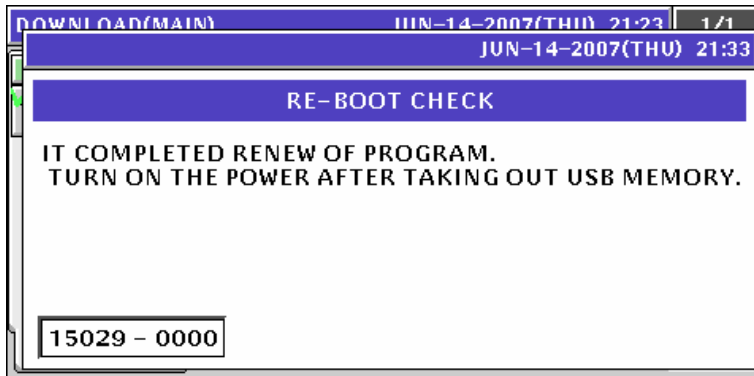 DOWNLOAD(MAIN) JUN-14-2007(THU) 21:23 1/1
JUN-14-2007(THU) 21:33
RE-BOOT CHECK
IT COMPLETED RENEW OF PROGRAM.
TURN ON THE POWER AFTER TAKING OUT USB MEMORY.
15029 - 0000